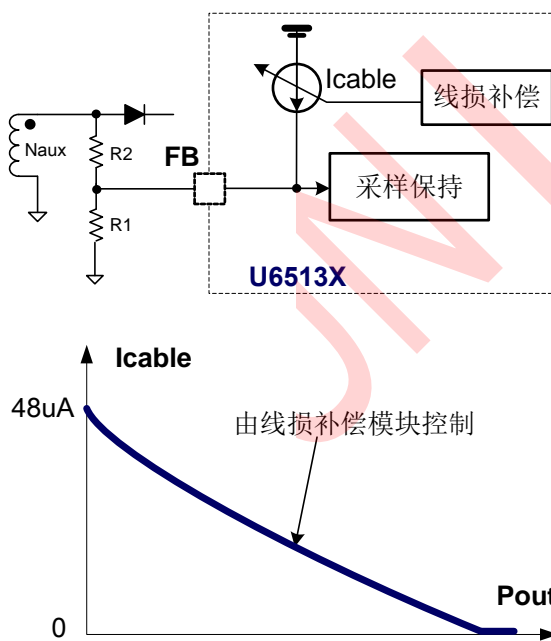 Icable
线损补偿
Naux
R2
FB
采样保持
R1
U6513X
Icable
48uA
由线损补偿模块控制
Pout
0